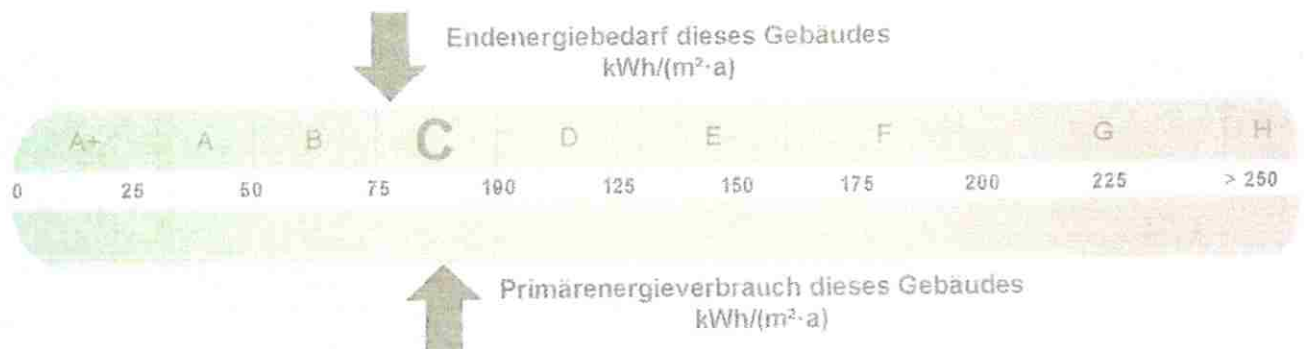 Endenergiebedarf dieses Gebäudes
kWh/(m²·a)
A+ A B C D E F G H
0 25 50 75 100 125 150 175 200 225 > 250
Primärenergieverbrauch dieses Gebäudes
kWh/(m²·a)